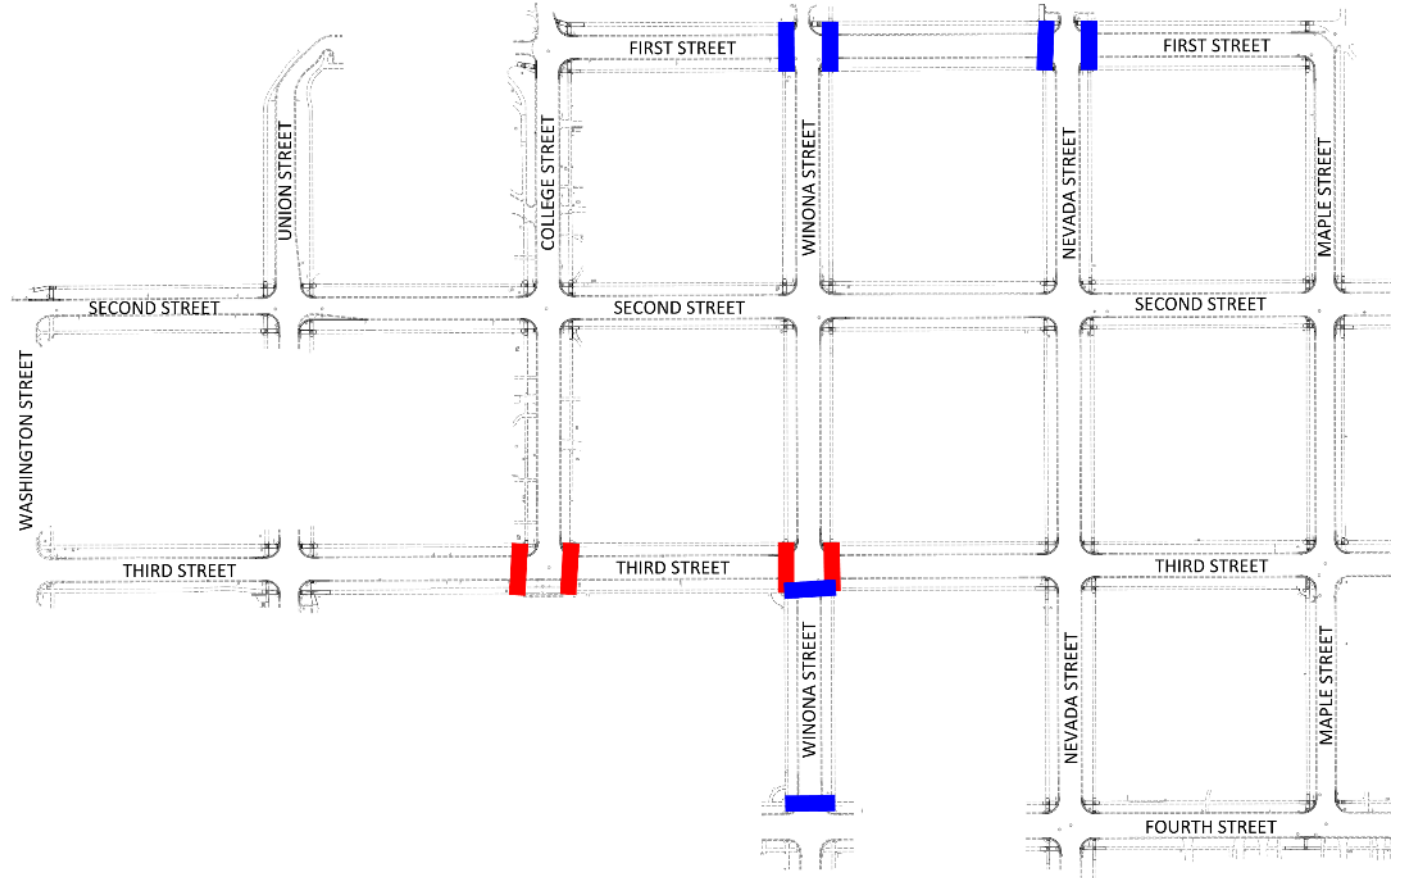 FIRST STREET
FIRST STREET
UNION STREET
COLLEGE STREET
WINONA STREET
NEVADA STREET
MAPLE STREET
SECOND STREET
SECOND STREET
SECOND STREET
WASHINGTON STREET
THIRD STREET
THIRD STREET
THIRD STREET
WINONA STREET
NEVADA STREET
MAPLE STREET
FOURTH STREET